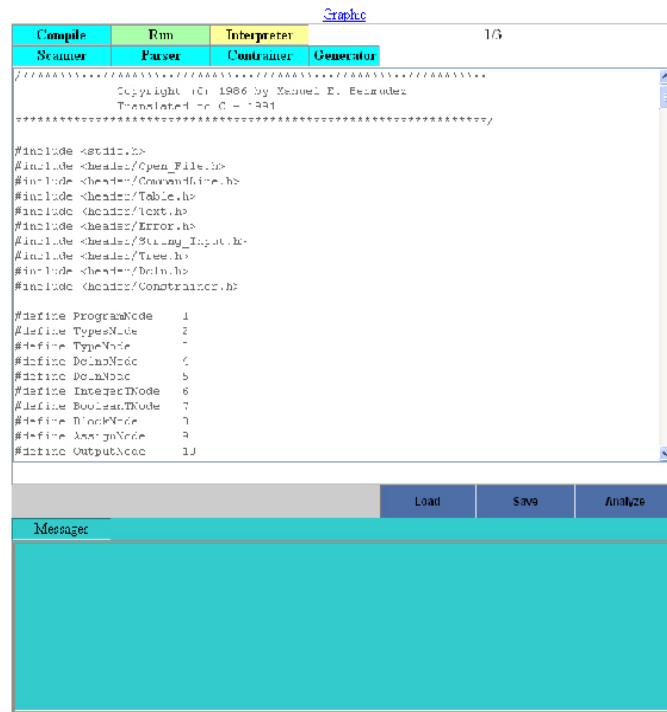 Graphic
Compile Run Interpreter 1/3
Scanner Parser Contrainer Generator
Copyright (C) 1986 by Manuel E. Bermudez
Translated to C - 1991
#include <stdio.h>
#include <header/Open_File.h>
#include <header/CommandLine.h>
#include <header/Table.h>
#include <header/Text.h>
#include <header/Error.h>
#include <header/String_Input.h>
#include <header/Tree.h>
#include <header/Dcln.h>
#include <header/Constrainer.h>
#define ProgramNode 1
#define TypesNode 2
#define TypeNode 3
#define DclnsNode 4
#define DclnNode 5
#define IntegerTNode 6
#define BooleanTNode 7
#define BlockNode 8
#define AssignNode 9
#define OutputNode 10
Load Save Analyze
Messages